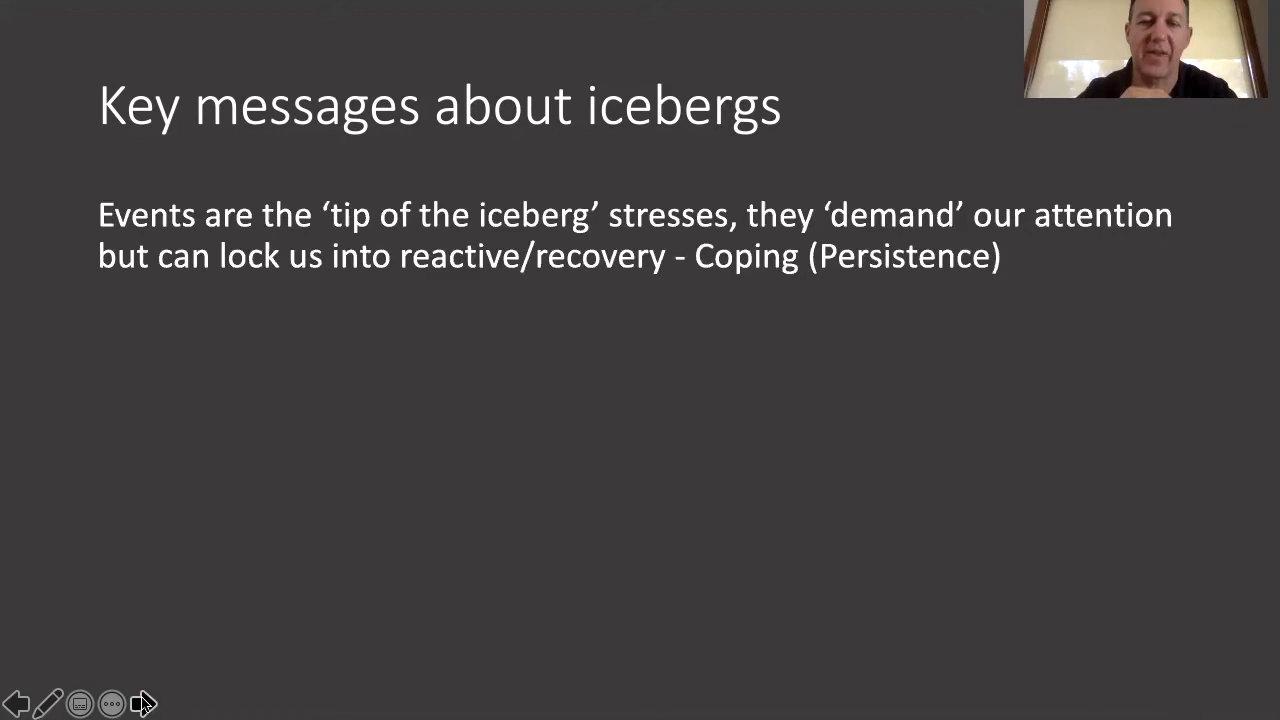 Key messages about icebergs
Events are the ‘tip of the iceberg’ stresses, they ‘demand’ our attention
but can lock us into reactive/recovery - Coping (Persistence)